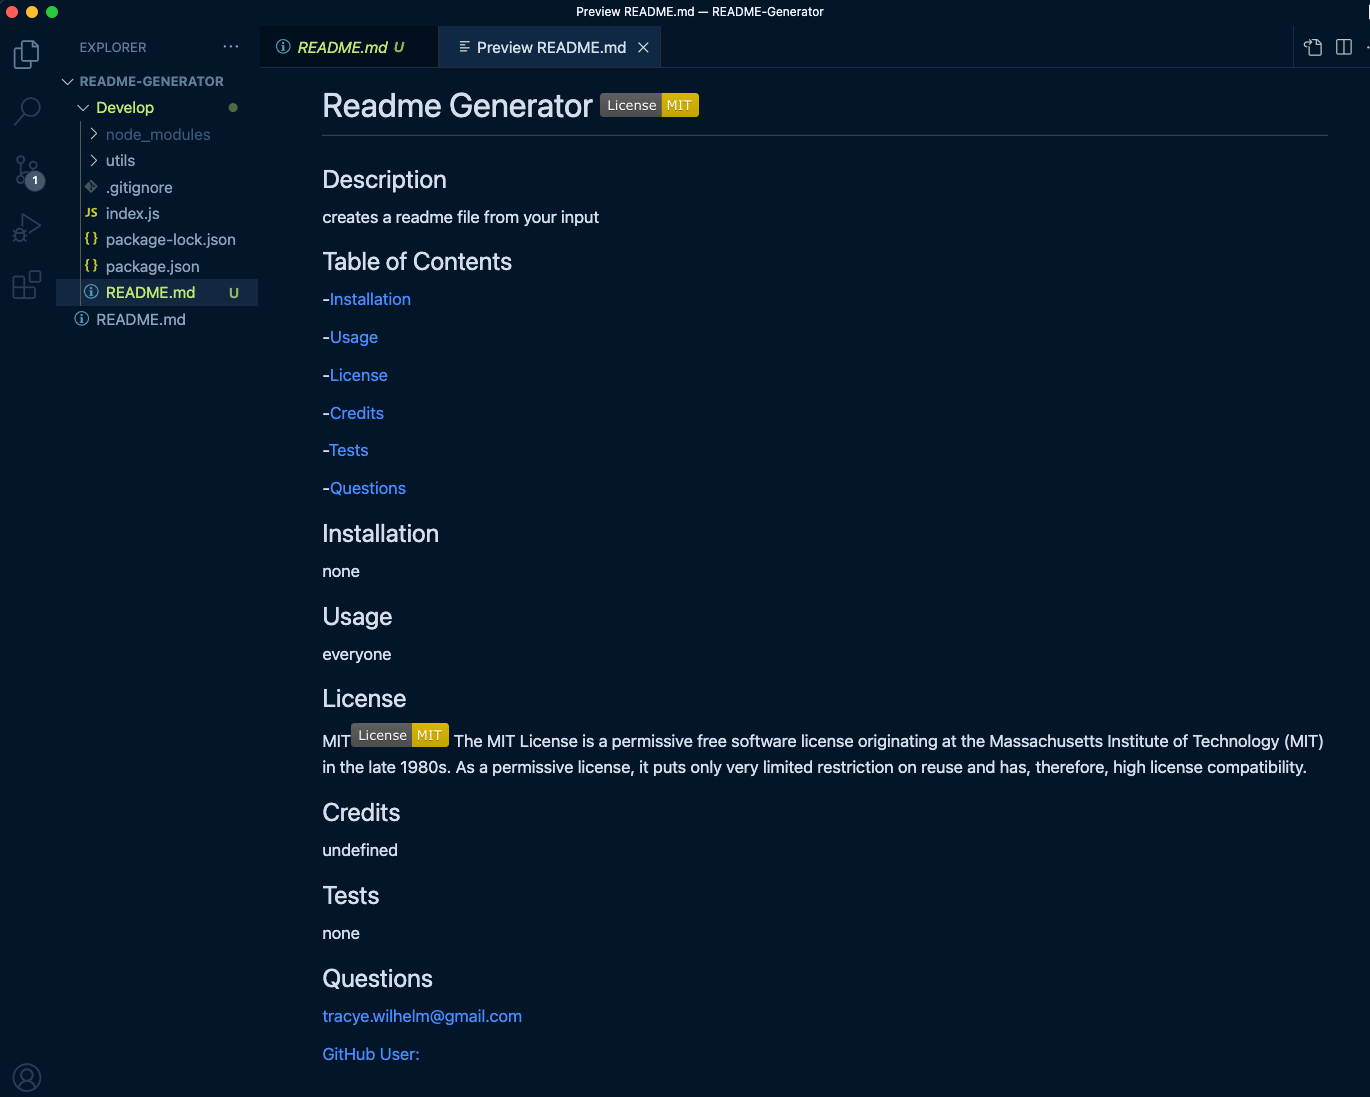 Preview README.md — README-Generator
EXPLORER
README-GENERATOR
Develop
node_modules
utils
.gitignore
JS index.js
{} package-lock.json
{} package.json
README.md U
README.md
1
README.md U
Preview README.md
Readme Generator License MIT
Description
creates a readme file from your input
Table of Contents
-Installation
-Usage
-License
-Credits
-Tests
-Questions
Installation
none
Usage
everyone
License
MIT License MIT The MIT License is a permissive free software license originating at the Massachusetts Institute of Technology (MIT)
in the late 1980s. As a permissive license, it puts only very limited restriction on reuse and has, therefore, high license compatibility.
Credits
undefined
Tests
none
Questions
tracye.wilhelm@gmail.com
GitHub User: